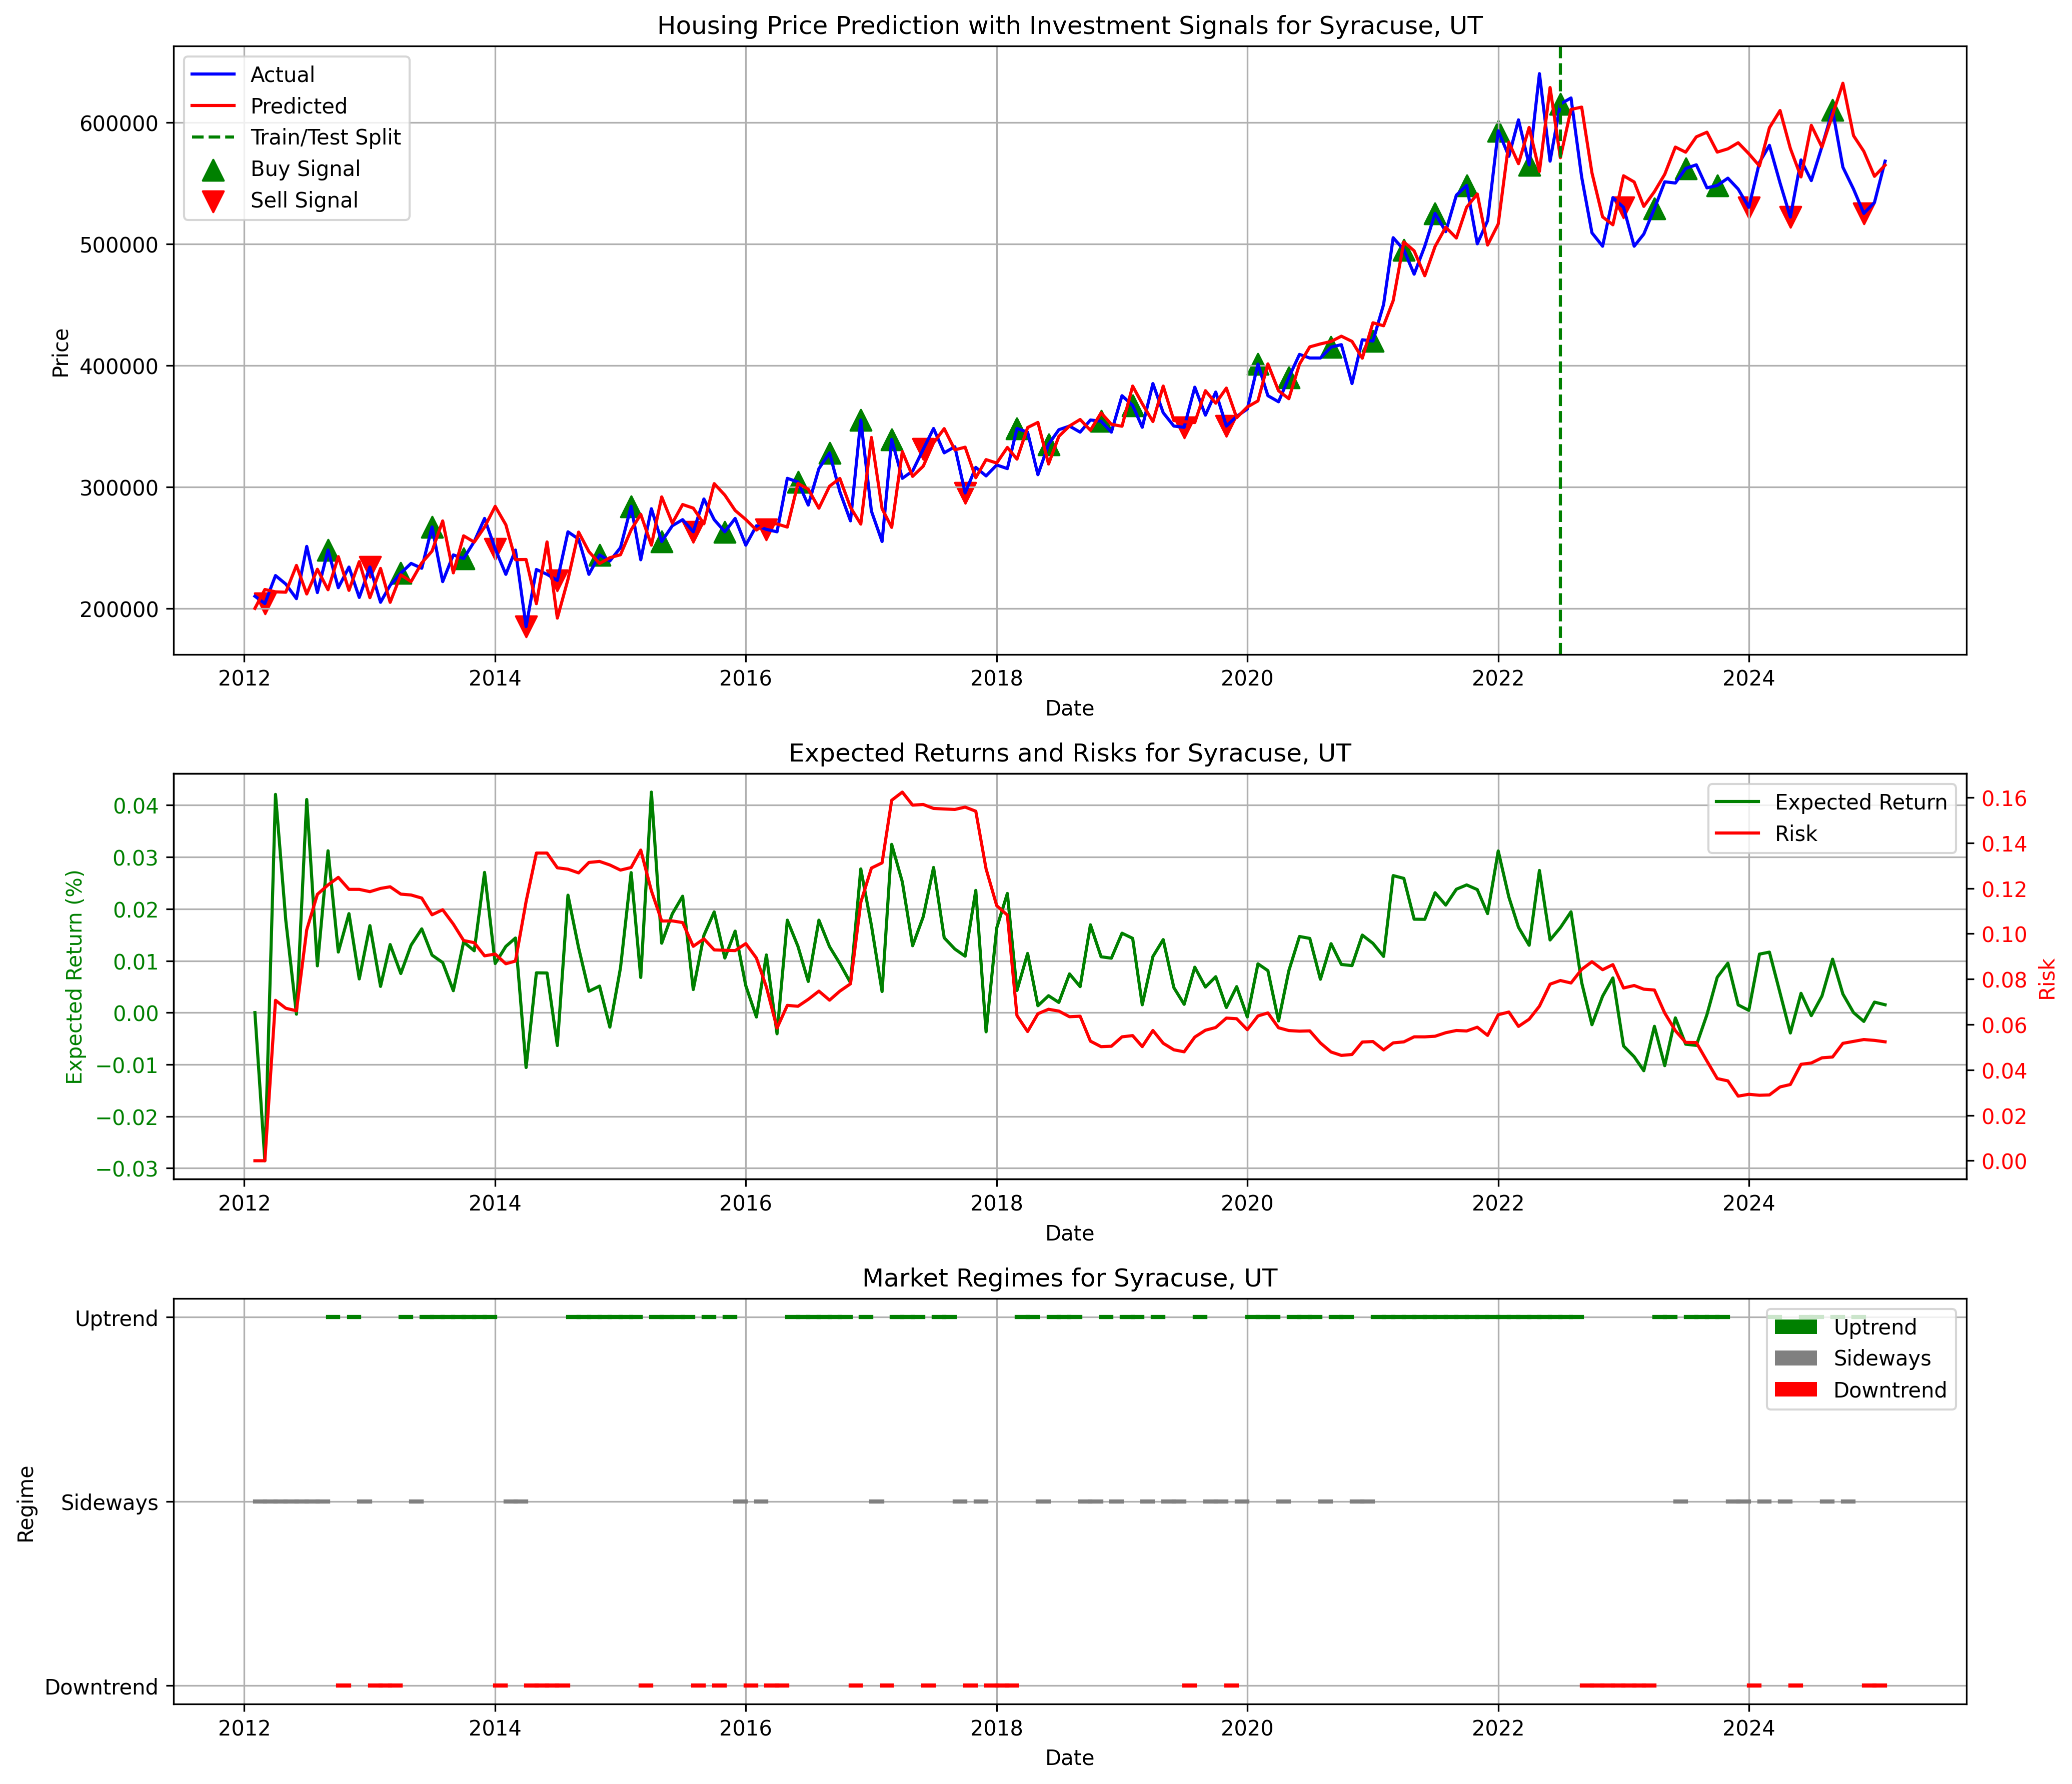 Housing Price Prediction with Investment Signals for Syracuse, UT
Actual
Predicted
Train/Test Split
Buy Signal
Sell Signal
600000
500000
400000
300000
200000
Price
2012 2014 2016 2018 2020 2022 2024
Date
Expected Returns and Risks for Syracuse, UT
Expected Return
Risk
0.04
0.03
0.02
0.01
0.00
−0.01
−0.02
−0.03
Expected Return (%)
0.16
0.14
0.12
0.10
0.08
0.06
0.04
0.02
0.00
Risk
2012 2014 2016 2018 2020 2022 2024
Date
Market Regimes for Syracuse, UT
Uptrend
Sideways
Downtrend
Uptrend
Sideways
Downtrend
Regime
2012 2014 2016 2018 2020 2022 2024
Date